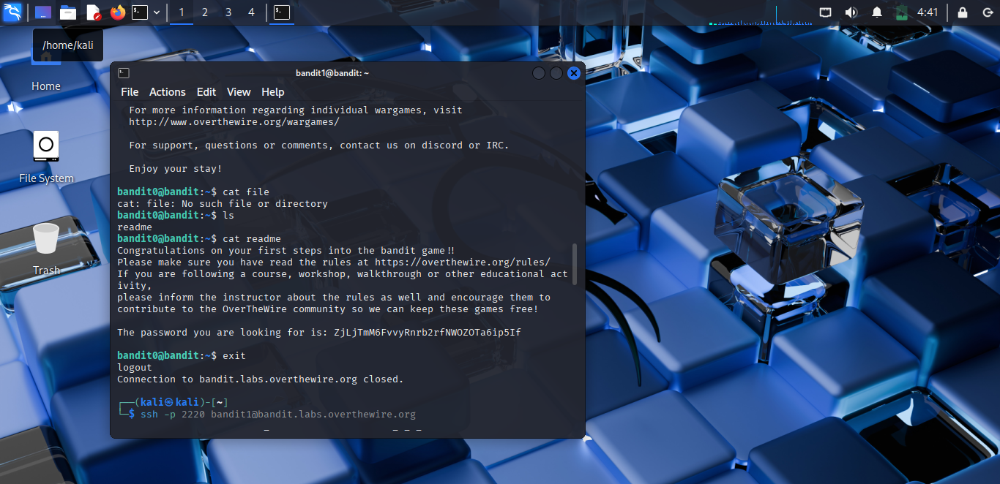 1 2 3 4
4:41
/home/kali
Home
File System
Trash
bandit1@bandit: ~
File Actions Edit View Help
For more information regarding individual wargames, visit
http://www.overthewire.org/wargames/
For support, questions or comments, contact us on discord or IRC.
Enjoy your stay!
bandit0@bandit:~$ cat file
cat: file: No such file or directory
bandit0@bandit:~$ ls
readme
bandit0@bandit:~$ cat readme
Congratulations on your first steps into the bandit game!!
Please make sure you have read the rules at https://overthewire.org/rules/
If you are following a course, workshop, walkthrough or other educational act
ivity,
please inform the instructor about the rules as well and encourage them to
contribute to the OverTheWire community so we can keep these games free!
The password you are looking for is: ZjLjTmM6FvvyRnrb2rfNWOZOTa6ip5If
bandit0@bandit:~$ exit
logout
Connection to bandit.labs.overthewire.org closed.
┌──(kali㉿kali)-[~]
└─$ ssh -p 2220 bandit1@bandit.labs.overthewire.org